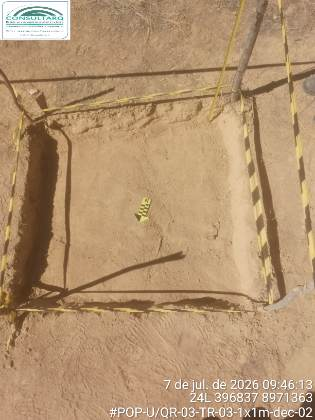 CONSULTARQ
7 de jul. de 2026 09:46:13
24L 396837 8971363
#POP-U/QR-03-TR-03-1x1m-dec-02